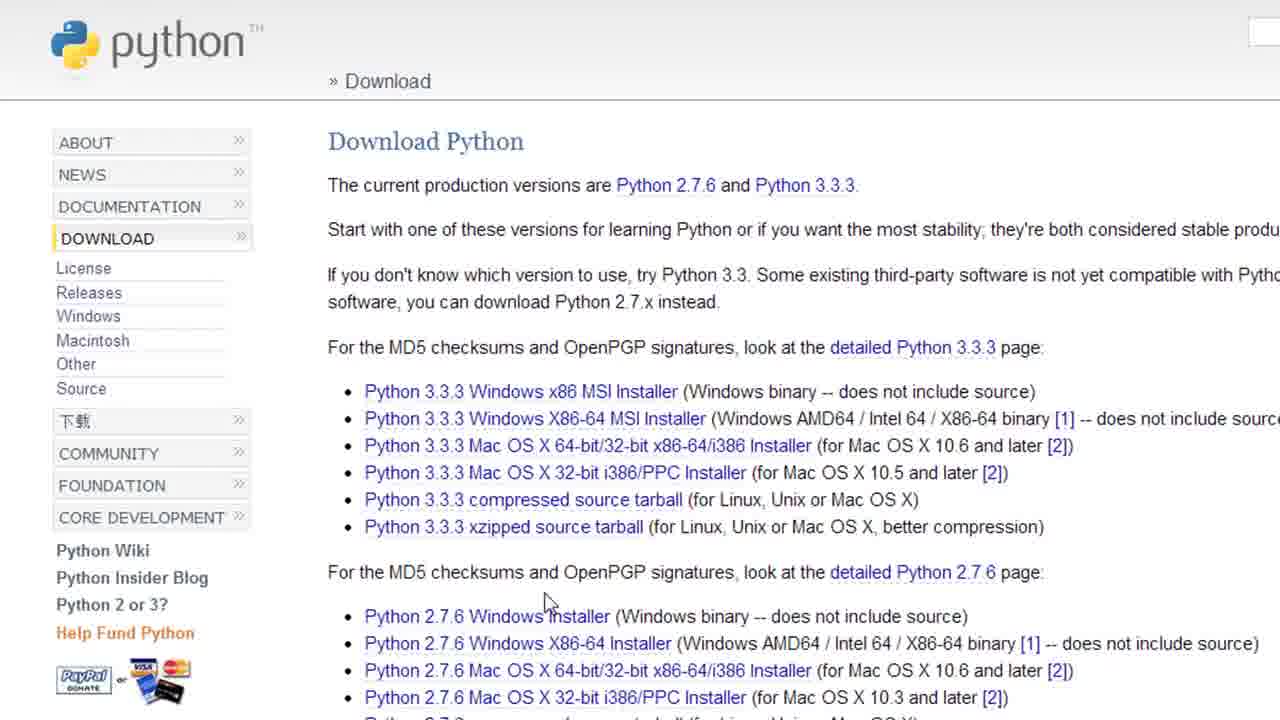 python™
» Download
ABOUT »
NEWS »
DOCUMENTATION »
DOWNLOAD »
License
Releases
Windows
Macintosh
Other
Source
下载 »
COMMUNITY »
FOUNDATION »
CORE DEVELOPMENT »
Python Wiki
Python Insider Blog
Python 2 or 3?
Help Fund Python
PayPal
DONATE
or
VISA
MasterCard
Download Python
The current production versions are Python 2.7.6 and Python 3.3.3.
Start with one of these versions for learning Python or if you want the most stability; they're both considered stable produ
If you don't know which version to use, try Python 3.3. Some existing third-party software is not yet compatible with Pytho
software, you can download Python 2.7.x instead.
For the MD5 checksums and OpenPGP signatures, look at the detailed Python 3.3.3 page:
• Python 3.3.3 Windows x86 MSI Installer (Windows binary -- does not include source)
• Python 3.3.3 Windows X86-64 MSI Installer (Windows AMD64 / Intel 64 / X86-64 binary [1] -- does not include source
• Python 3.3.3 Mac OS X 64-bit/32-bit x86-64/i386 Installer (for Mac OS X 10.6 and later [2])
• Python 3.3.3 Mac OS X 32-bit i386/PPC Installer (for Mac OS X 10.5 and later [2])
• Python 3.3.3 compressed source tarball (for Linux, Unix or Mac OS X)
• Python 3.3.3 xzipped source tarball (for Linux, Unix or Mac OS X, better compression)
For the MD5 checksums and OpenPGP signatures, look at the detailed Python 2.7.6 page:
• Python 2.7.6 Windows Installer (Windows binary -- does not include source)
• Python 2.7.6 Windows X86-64 Installer (Windows AMD64 / Intel 64 / X86-64 binary [1] -- does not include source)
• Python 2.7.6 Mac OS X 64-bit/32-bit x86-64/i386 Installer (for Mac OS X 10.6 and later [2])
• Python 2.7.6 Mac OS X 32-bit i386/PPC Installer (for Mac OS X 10.3 and later [2])